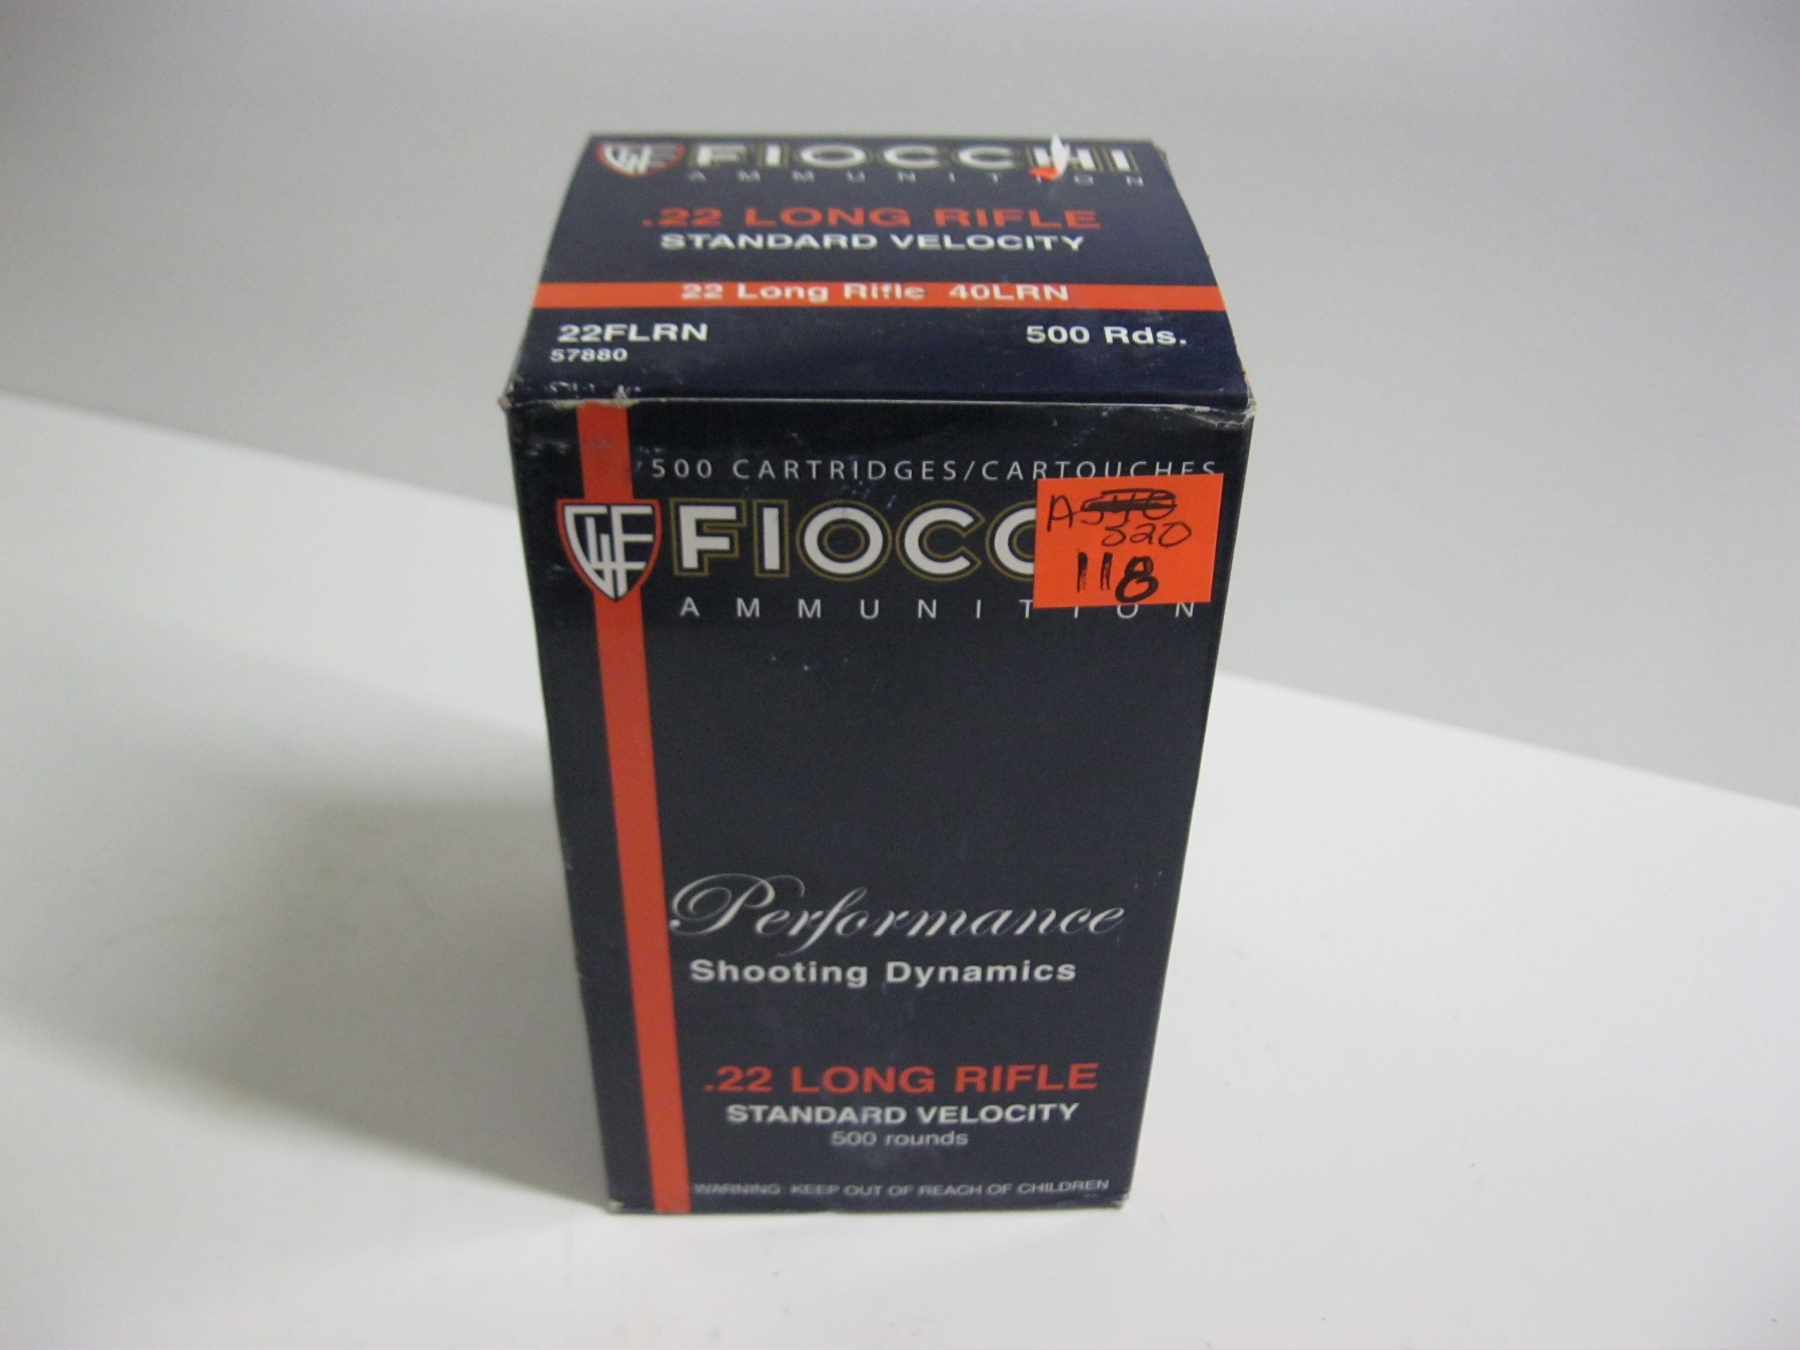 GWF FIOCCHI
AMMUNITION
.22 LONG RIFLE
STANDARD VELOCITY
22 Long Rifle 40LRN
22FLRN 500 Rds.
57880
500 CARTRIDGES/CARTOUCHES
FIOCC
AMMUNITION
A
320
118
Performance
Shooting Dynamics
.22 LONG RIFLE
STANDARD VELOCITY
500 rounds
WARNING: KEEP OUT OF REACH OF CHILDREN